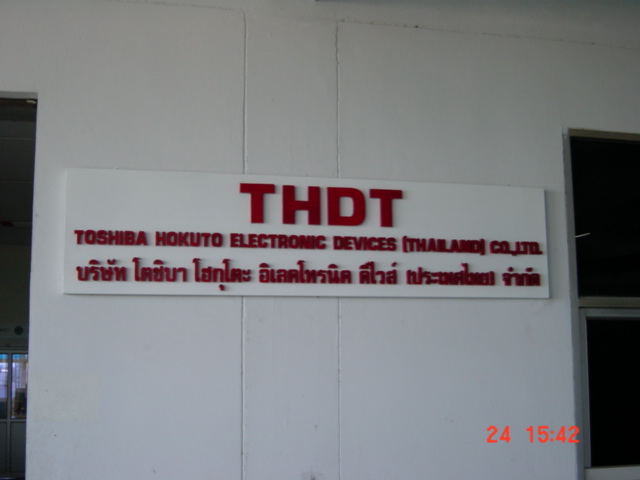 THDT
TOSHIBA HOKUTO ELECTRONIC DEVICES (THAILAND) CO.,LTD.
บริษัท โตชิบา โฮกุโตะ อิเลคโทรนิค ดีไวส์ (ประเทศไทย) จำกัด
24 15:42